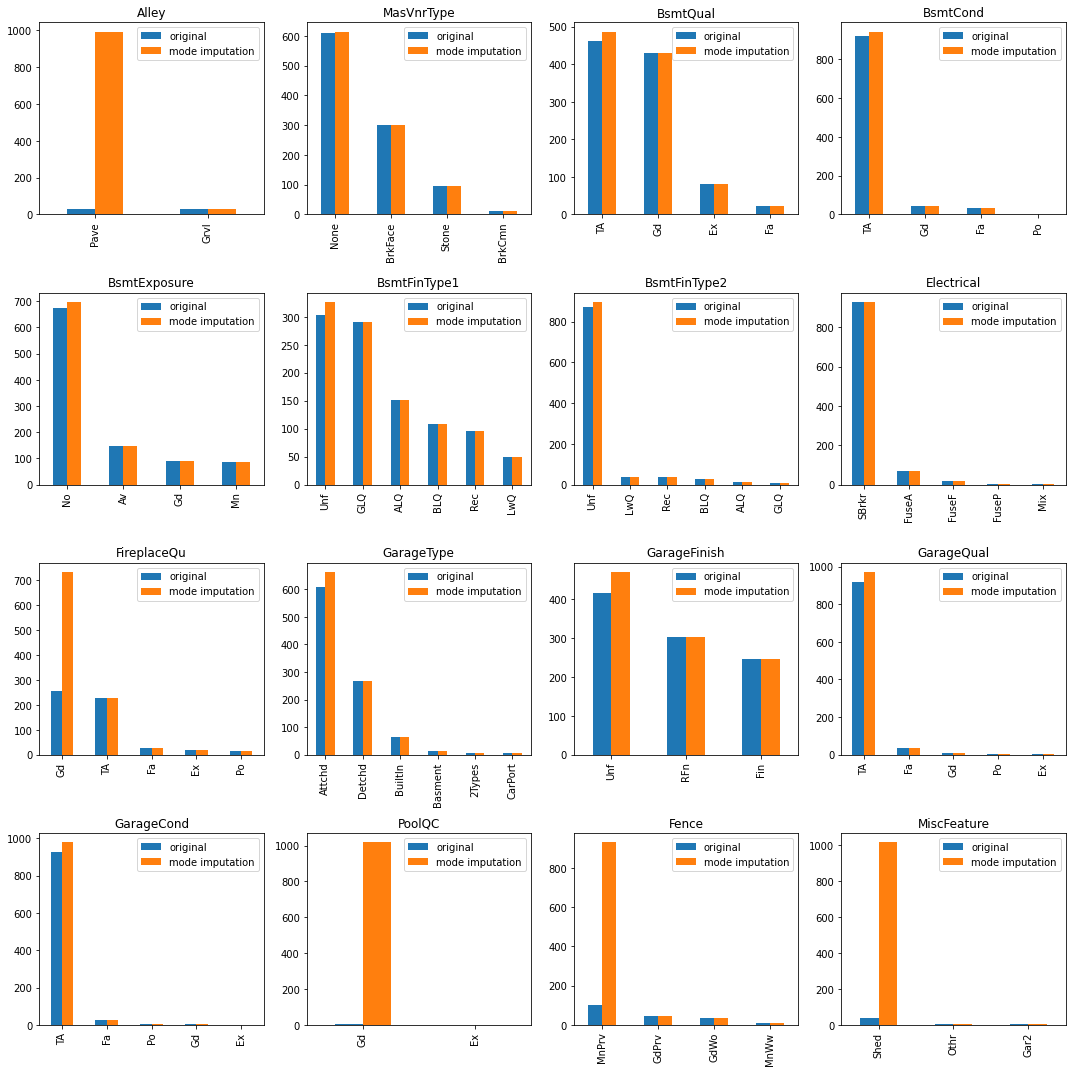 Alley
1000
800
600
400
200
0
original
mode imputation
Pave
Grvl
MasVnrType
600
500
400
300
200
100
0
original
mode imputation
None
BrkFace
Stone
BrkCmn
BsmtQual
500
400
300
200
100
0
original
mode imputation
TA
Gd
Ex
Fa
BsmtCond
800
600
400
200
0
original
mode imputation
TA
Gd
Fa
Po
BsmtExposure
700
600
500
400
300
200
100
0
original
mode imputation
No
Av
Gd
Mn
BsmtFinType1
300
250
200
150
100
50
0
original
mode imputation
Unf
GLQ
ALQ
BLQ
Rec
LwQ
BsmtFinType2
800
600
400
200
0
original
mode imputation
Unf
LwQ
Rec
BLQ
ALQ
GLQ
Electrical
800
600
400
200
0
original
mode imputation
SBrkr
FuseA
FuseF
FuseP
Mix
FireplaceQu
700
600
500
400
300
200
100
0
original
mode imputation
Gd
TA
Fa
Ex
Po
GarageType
600
500
400
300
200
100
0
original
mode imputation
Attchd
Detchd
BuiltIn
Basment
2Types
CarPort
GarageFinish
400
300
200
100
0
original
mode imputation
Unf
RFn
Fin
GarageQual
1000
800
600
400
200
0
original
mode imputation
TA
Fa
Gd
Po
Ex
GarageCond
1000
800
600
400
200
0
original
mode imputation
TA
Fa
Po
Gd
Ex
PoolQC
1000
800
600
400
200
0
original
mode imputation
Gd
Ex
Fence
800
600
400
200
0
original
mode imputation
MnPrv
GdPrv
GdWo
MnWw
MiscFeature
1000
800
600
400
200
0
original
mode imputation
Shed
Othr
Gar2